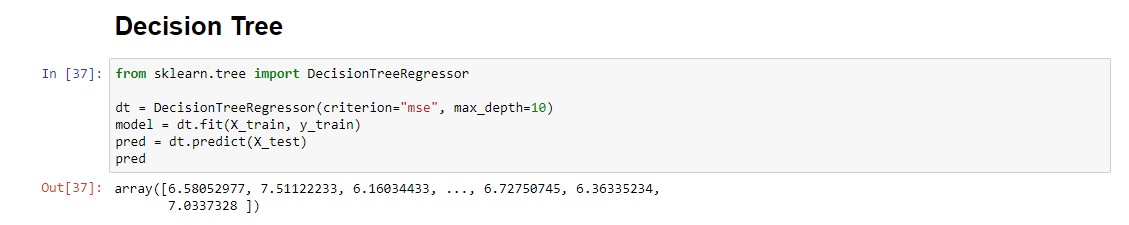 Decision Tree
In [37]: from sklearn.tree import DecisionTreeRegressor
dt = DecisionTreeRegressor(criterion="mse", max_depth=10)
model = dt.fit(X_train, y_train)
pred = dt.predict(X_test)
pred
Out[37]: array([6.58052977, 7.51122233, 6.16034433, ..., 6.72750745, 6.36335234,
7.0337328 ])